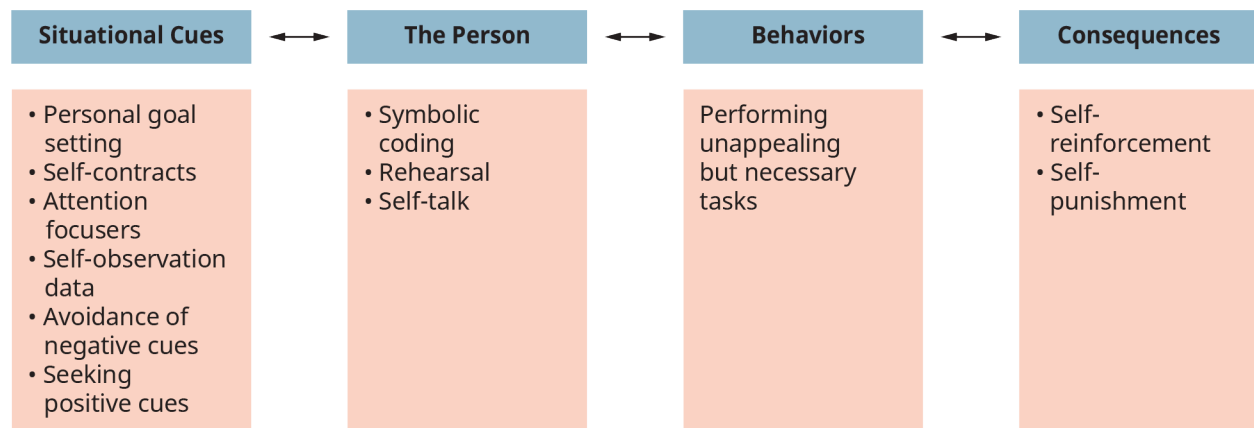 Situational Cues
The Person
Behaviors
Consequences
• Personal goal
setting
• Self-contracts
• Attention
focusers
• Self-observation
data
• Avoidance of
negative cues
• Seeking
positive cues
• Symbolic
coding
• Rehearsal
• Self-talk
Performing
unappealing
but necessary
tasks
• Self-
reinforcement
• Self-
punishment